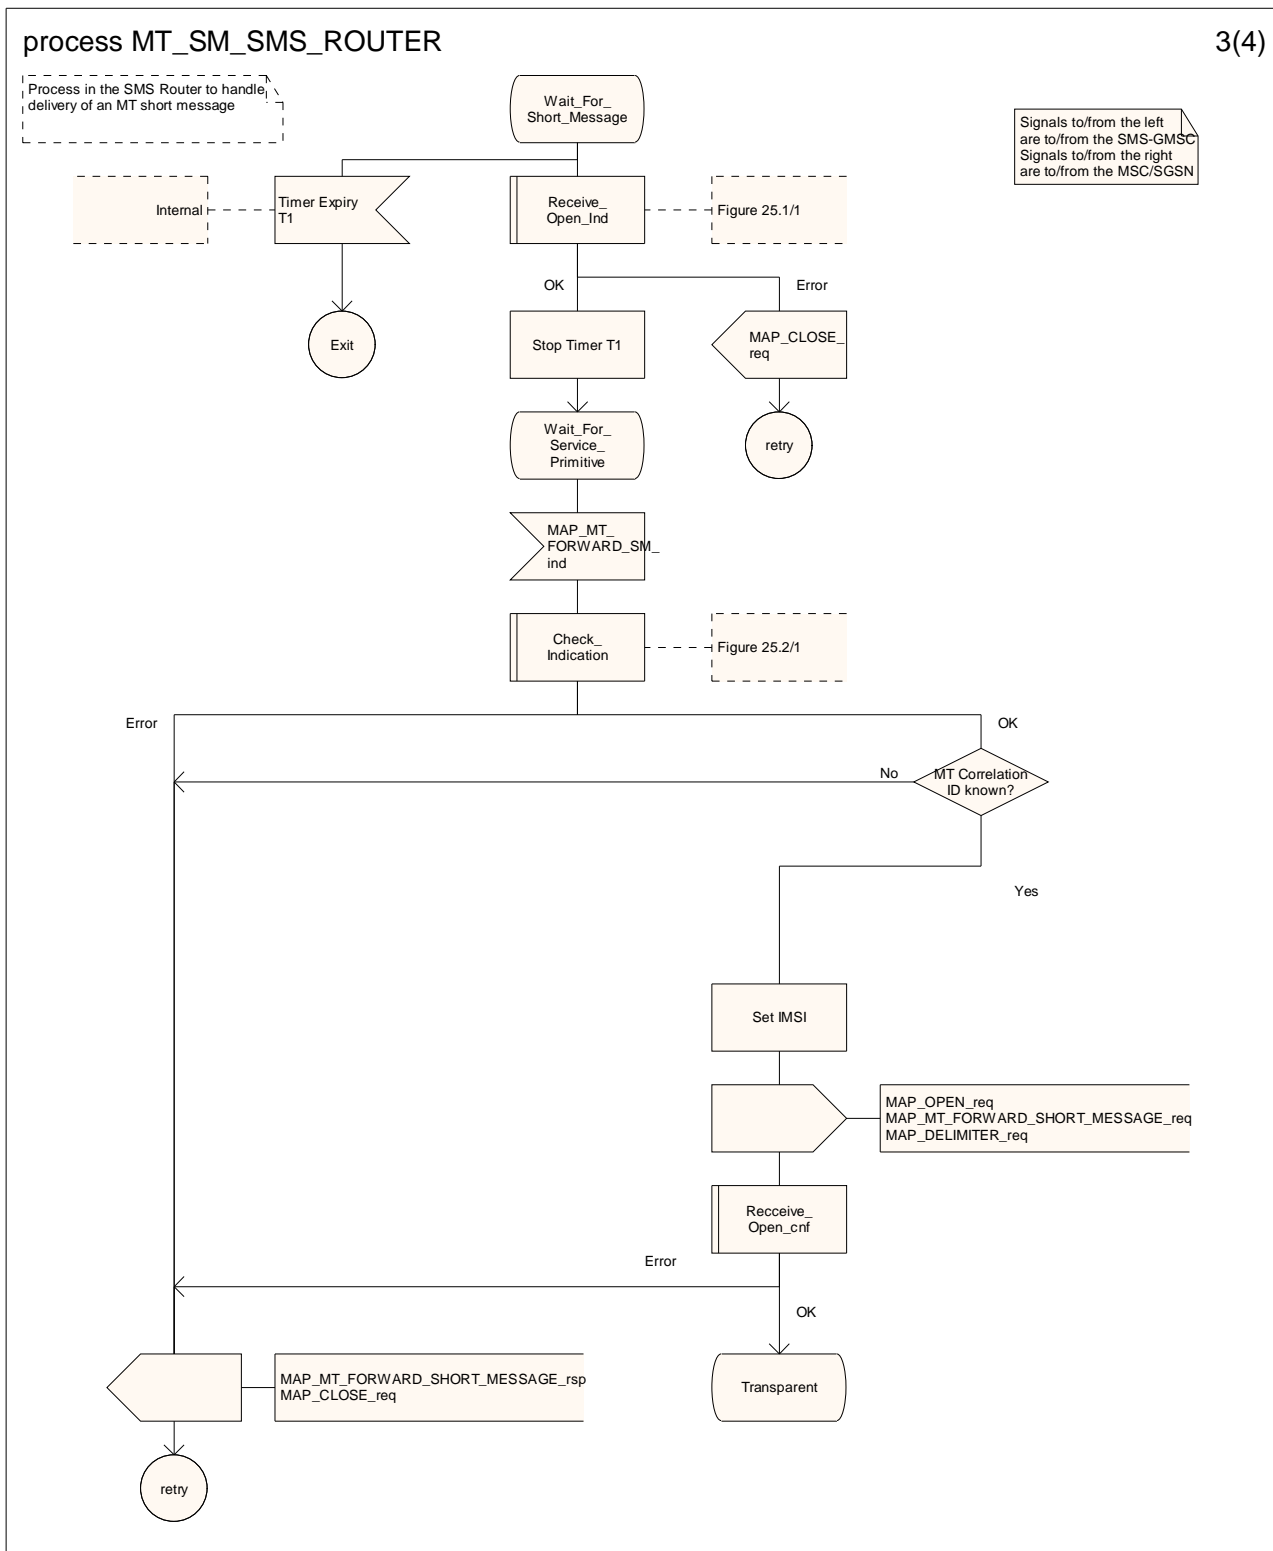 process MT_SM_SMS_ROUTER
3(4)
Process in the SMS Router to handle
delivery of an MT short message
Wait_For_
Short_Message
Signals to/from the left
are to/from the SMS-GMSC
Signals to/from the right
are to/from the MSC/SGSN
Internal
Timer Expiry
T1
Receive_
Open_Ind
Figure 25.1/1
OK
Error
Exit
Stop Timer T1
MAP_CLOSE_
req
Wait_For_
Service_
Primitive
retry
MAP_MT_
FORWARD_SM_
ind
Check_
Indication
Figure 25.2/1
Error
OK
No
MT Correlation
ID known?
Yes
Set IMSI
MAP_OPEN_req
MAP_MT_FORWARD_SHORT_MESSAGE_req
MAP_DELIMITER_req
Recceive_
Open_cnf
Error
OK
MAP_MT_FORWARD_SHORT_MESSAGE_rsp
MAP_CLOSE_req
Transparent
retry